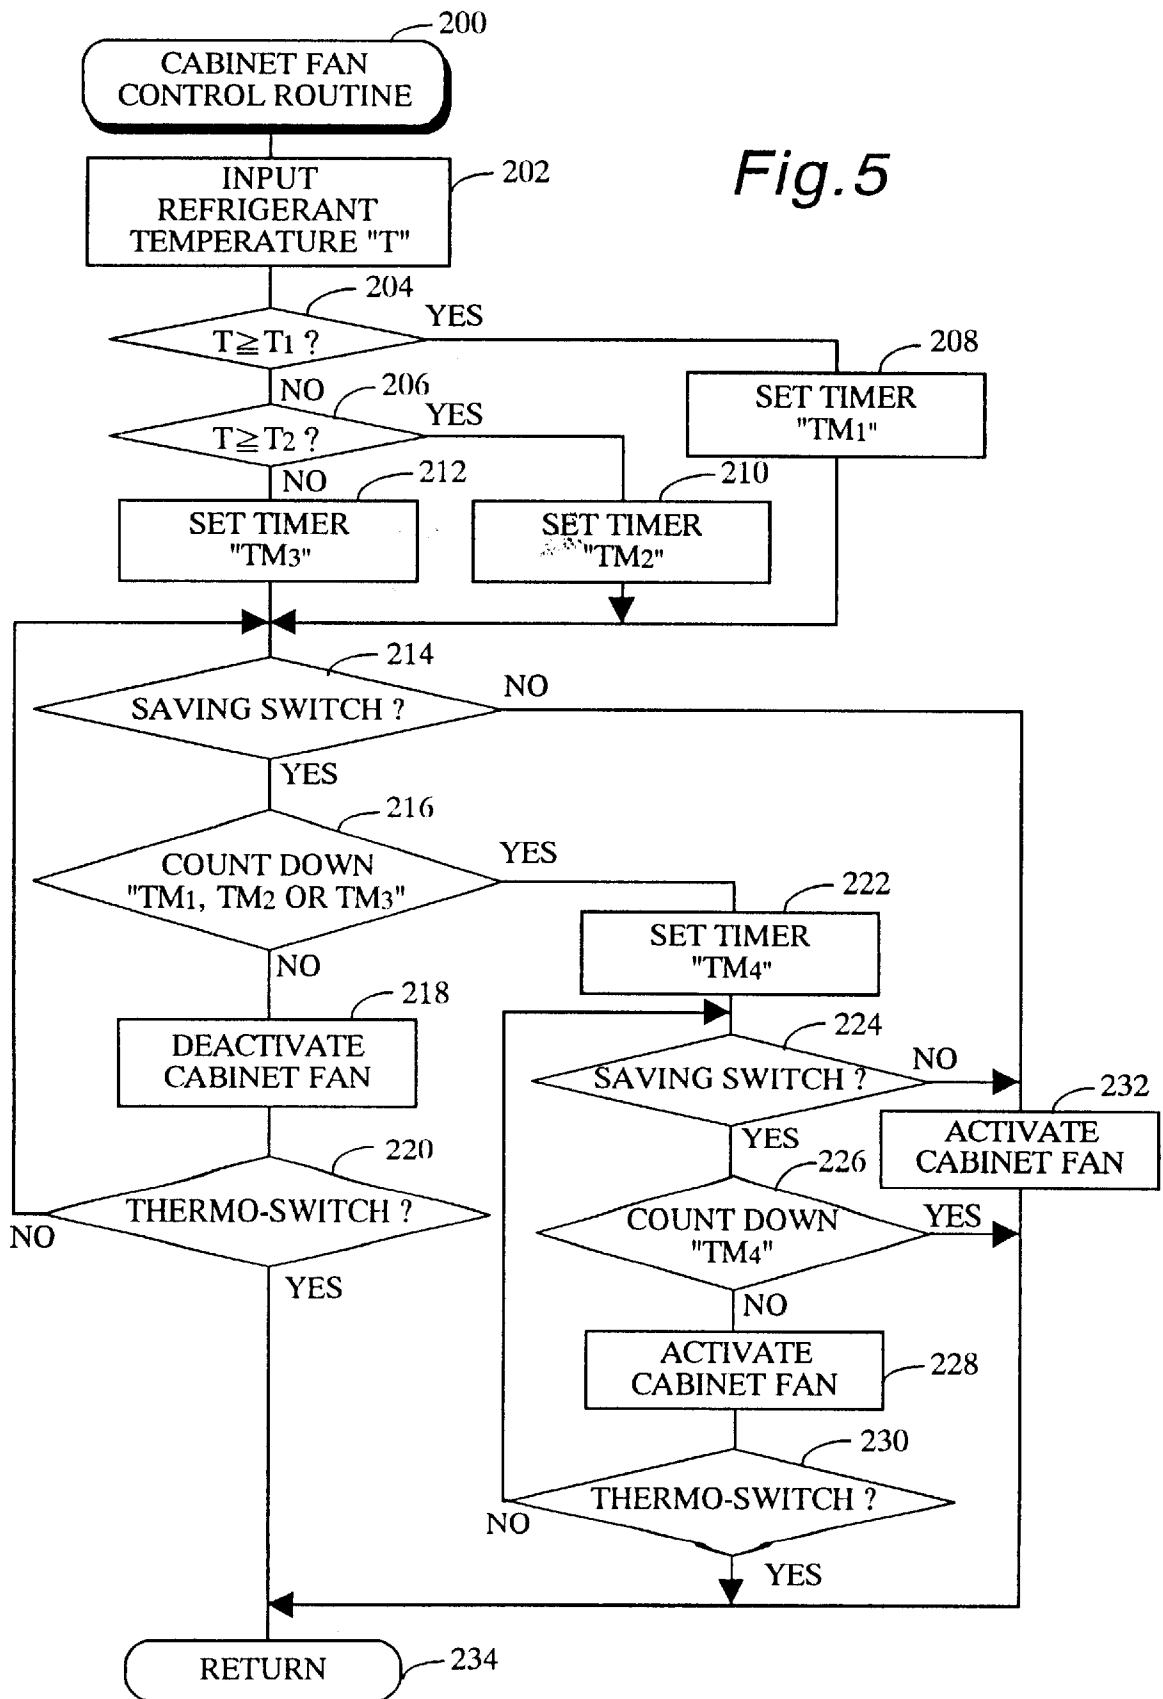 200
CABINET FAN
CONTROL ROUTINE
Fig.5
INPUT
REFRIGERANT
TEMPERATURE "T"
202
204
T≧T1 ?
YES
NO
208
SET TIMER
"TM1"
206
T≧T2 ?
YES
NO
212
SET TIMER
"TM3"
210
SET TIMER
"TM2"
214
SAVING SWITCH ?
NO
YES
216
COUNT DOWN
"TM1, TM2 OR TM3"
YES
NO
222
SET TIMER
"TM4"
218
DEACTIVATE
CABINET FAN
224
SAVING SWITCH ?
NO
YES
232
ACTIVATE
CABINET FAN
220
THERMO-SWITCH ?
NO
YES
226
COUNT DOWN
"TM4"
YES
NO
ACTIVATE
CABINET FAN
228
230
THERMO-SWITCH ?
NO
YES
RETURN
234